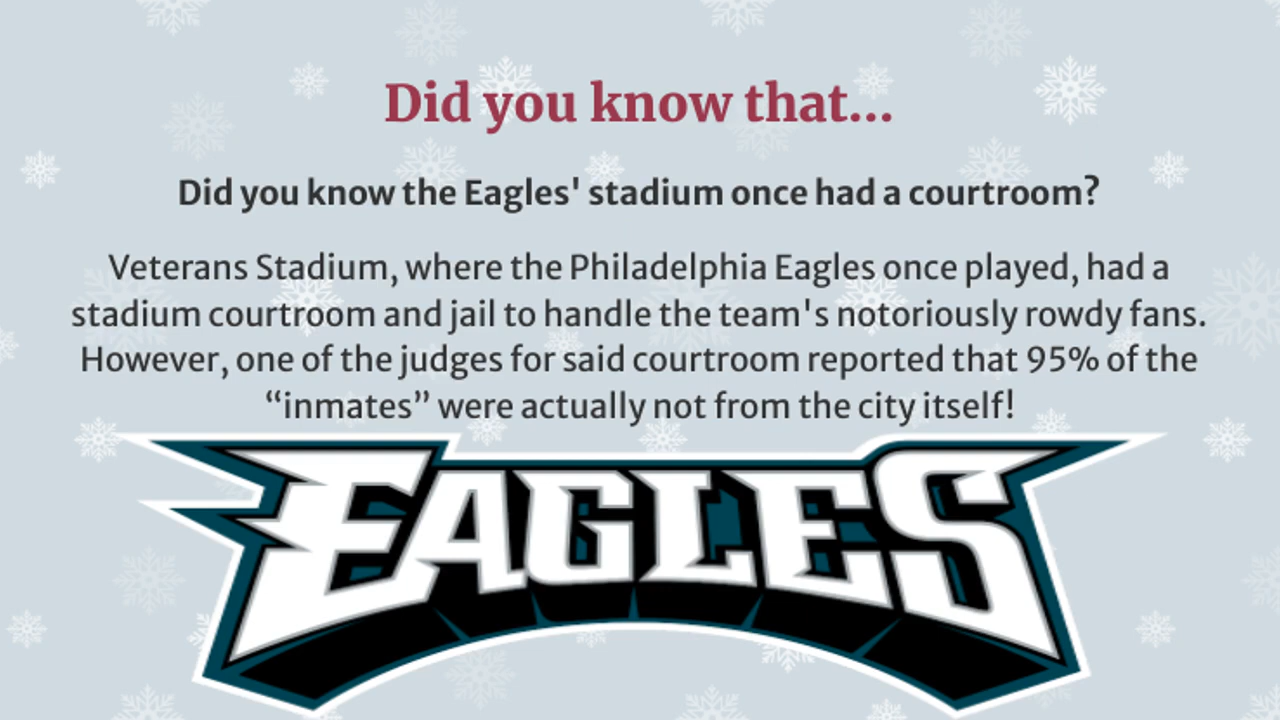 Did you know that...
Did you know the Eagles' stadium once had a courtroom?
Veterans Stadium, where the Philadelphia Eagles once played, had a
stadium courtroom and jail to handle the team's notoriously rowdy fans.
However, one of the judges for said courtroom reported that 95% of the
“inmates” were actually not from the city itself!
EAGLES